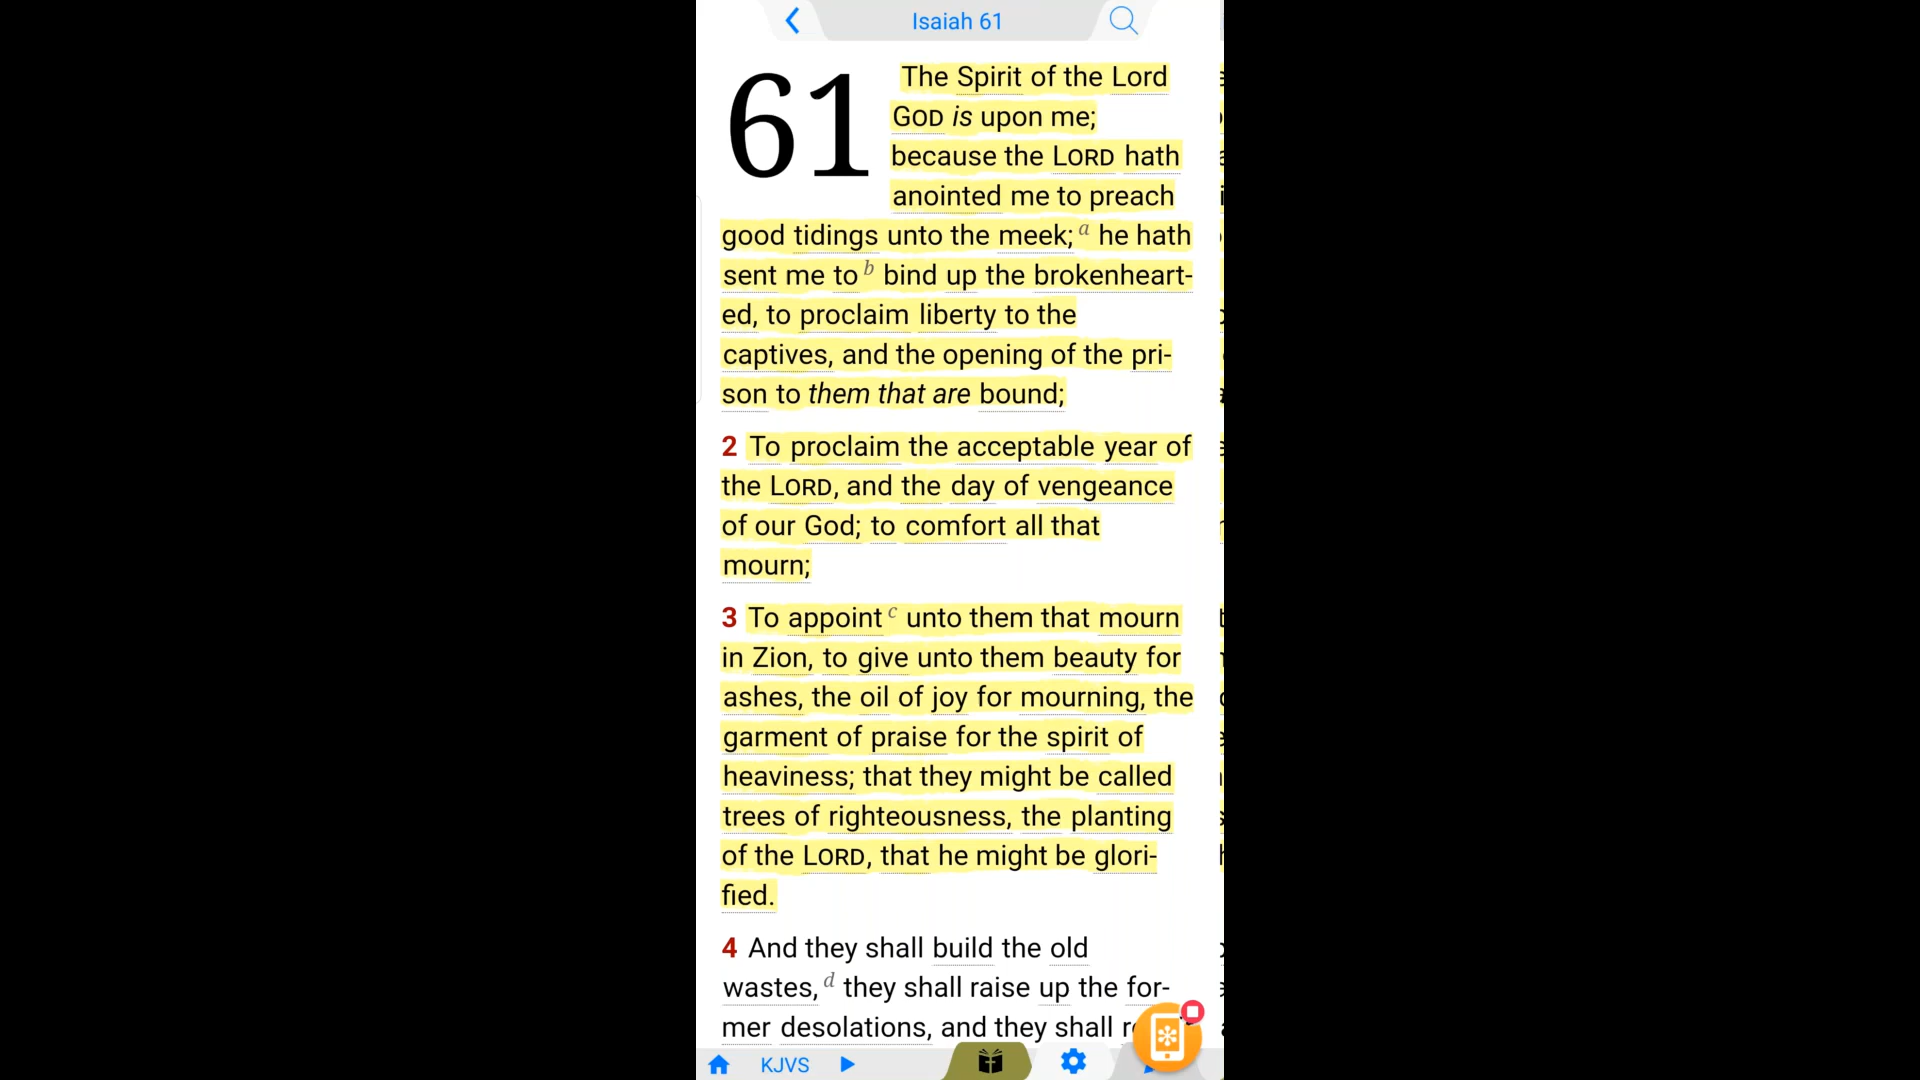 Isaiah 61
61 The Spirit of the Lord
GOD is upon me;
because the LORD hath
anointed me to preach
good tidings unto the meek; a he hath
sent me to b bind up the brokenheart-
ed, to proclaim liberty to the
captives, and the opening of the pri-
son to them that are bound;
2 To proclaim the acceptable year of
the LORD, and the day of vengeance
of our God; to comfort all that
mourn;
3 To appoint c unto them that mourn
in Zion, to give unto them beauty for
ashes, the oil of joy for mourning, the
garment of praise for the spirit of
heaviness; that they might be called
trees of righteousness, the planting
of the LORD, that he might be glori-
fied.
4 And they shall build the old
wastes, d they shall raise up the for-
mer desolations, and they shall
KJVS